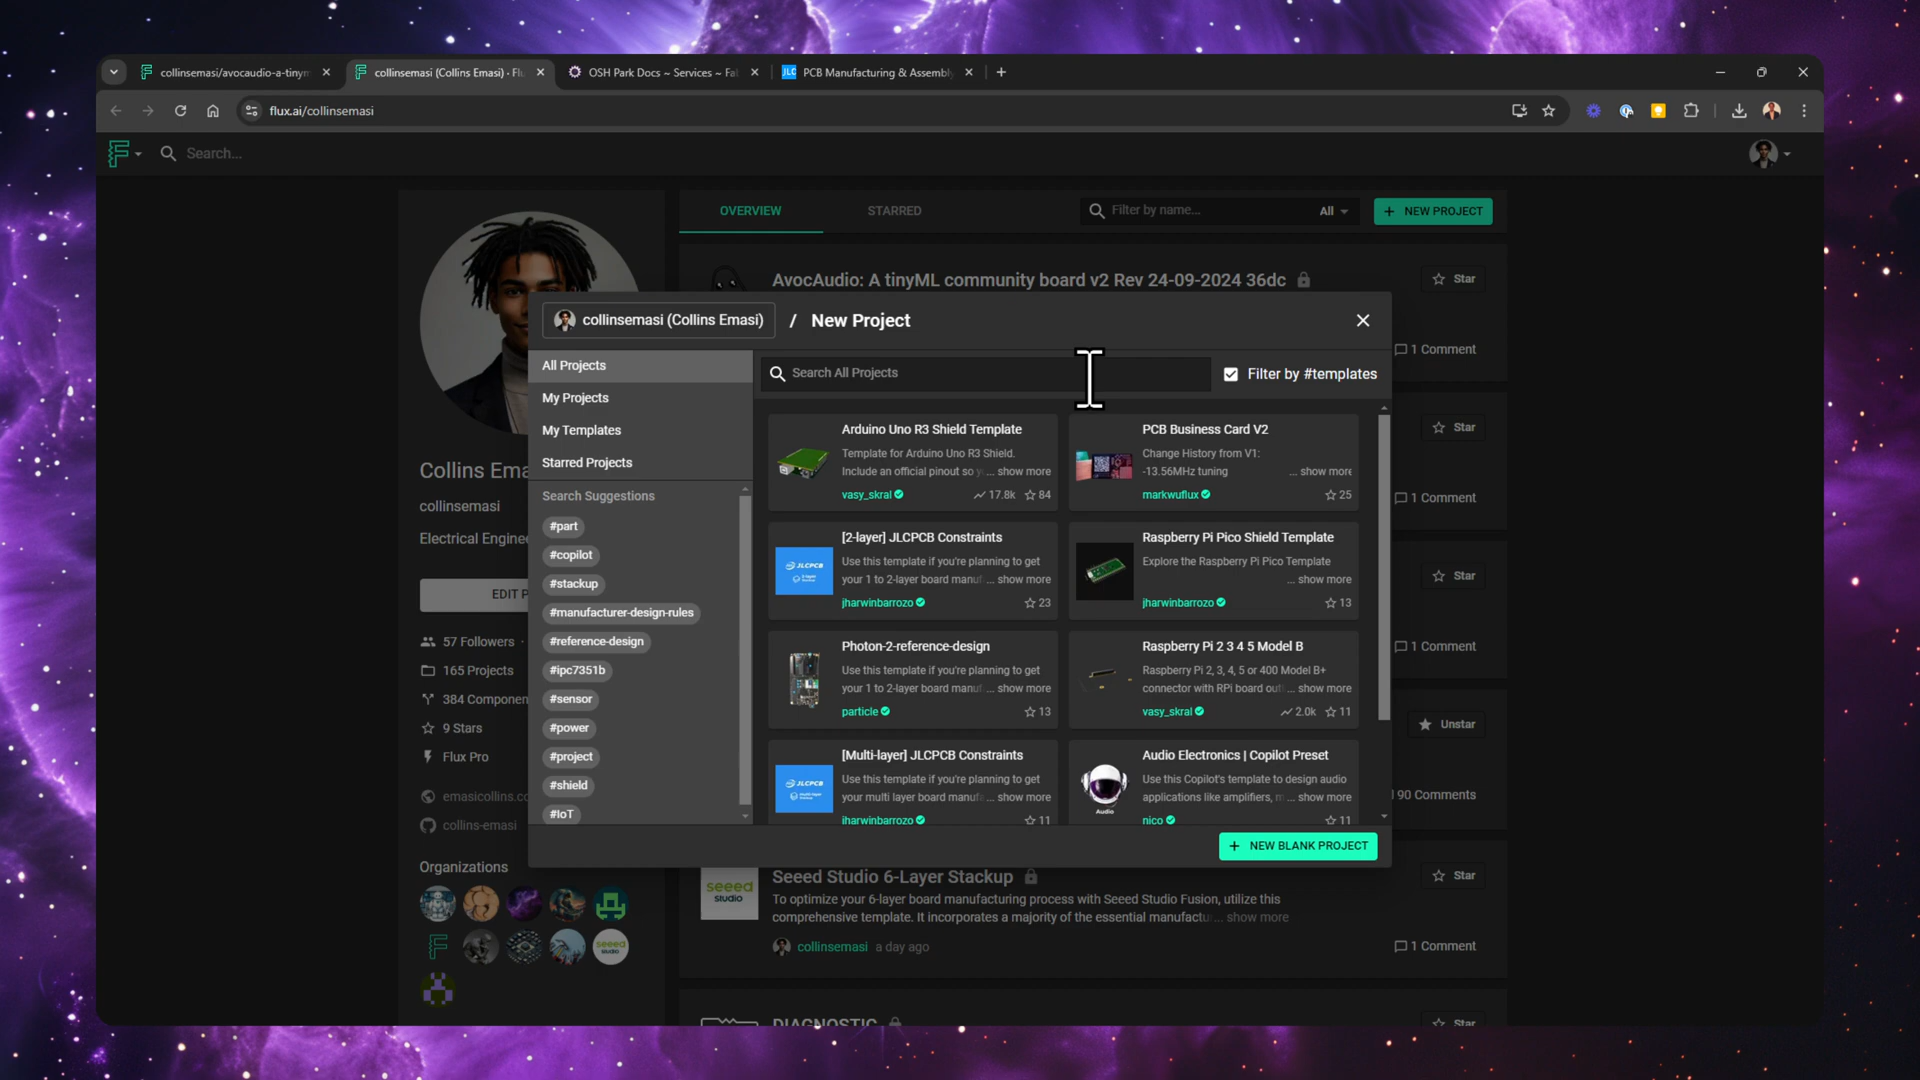 collinsemasi/avocaudio-a-tinym
collinsemasi (Collins Emasi) · Fl
OSH Park Docs ~ Services ~ Fa
JLC PCB Manufacturing & Assembly
flux.ai/collinsemasi
Search...
OVERVIEW
STARRED
Filter by name...
All
+ NEW PROJECT
AvocAudio: A tinyML community board v2 Rev 24-09-2024 36dc
Star
1 Comment
collinsemasi (Collins Emasi)
/ New Project
All Projects
My Projects
My Templates
Starred Projects
Search Suggestions
#part
#copilot
#stackup
#manufacturer-design-rules
#reference-design
#ipc7351b
#sensor
#power
#project
#shield
#IoT
Search All Projects
Filter by #templates
Arduino Uno R3 Shield Template
Template for Arduino Uno R3 Shield.
Include an official pinout so y... show more
vasy_skral
17.8k
84
PCB Business Card V2
Change History from V1:
-13.56MHz tuning ... show more
markwuflux
25
JLCPCB
[2-layer] JLCPCB Constraints
Use this template if you're planning to get
your 1 to 2-layer board manuf ... show more
jharwinbarrozo
23
Raspberry Pi Pico Shield Template
Explore the Raspberry Pi Pico Template
... show more
jharwinbarrozo
13
Photon-2-reference-design
Use this template if you're planning to get
your 1 to 2-layer board manuf ... show more
particle
13
Raspberry Pi 2 3 4 5 Model B
Raspberry Pi 2, 3, 4, 5 or 400 Model B+
connector with RPi board outl... show more
vasy_skral
2.0k
11
JLCPCB
[Multi-layer] JLCPCB Constraints
Use this template if you're planning to get
your multi layer board manufa... show more
jharwinbarrozo
11
Audio
Audio Electronics | Copilot Preset
Use this Copilot's template to design audio
applications like amplifiers, m... show more
nico
11
+ NEW BLANK PROJECT
Collins Ema
collinsemasi
Electrical Engine
EDIT P
57 Followers ·
165 Projects
384 Componen
9 Stars
Flux Pro
emasicollins.co
collins-emasi
Organizations
seeed
studio
Star
1 Comment
Star
1 Comment
Unstar
90 Comments
seeed
studio
Seeed Studio 6-Layer Stackup
Star
To optimize your 6-layer board manufacturing process with Seeed Studio Fusion, utilize this
comprehensive template. It incorporates a majority of the essential manufactu... show more
collinsemasi a day ago
1 Comment
DIAGNOSTIC
Star